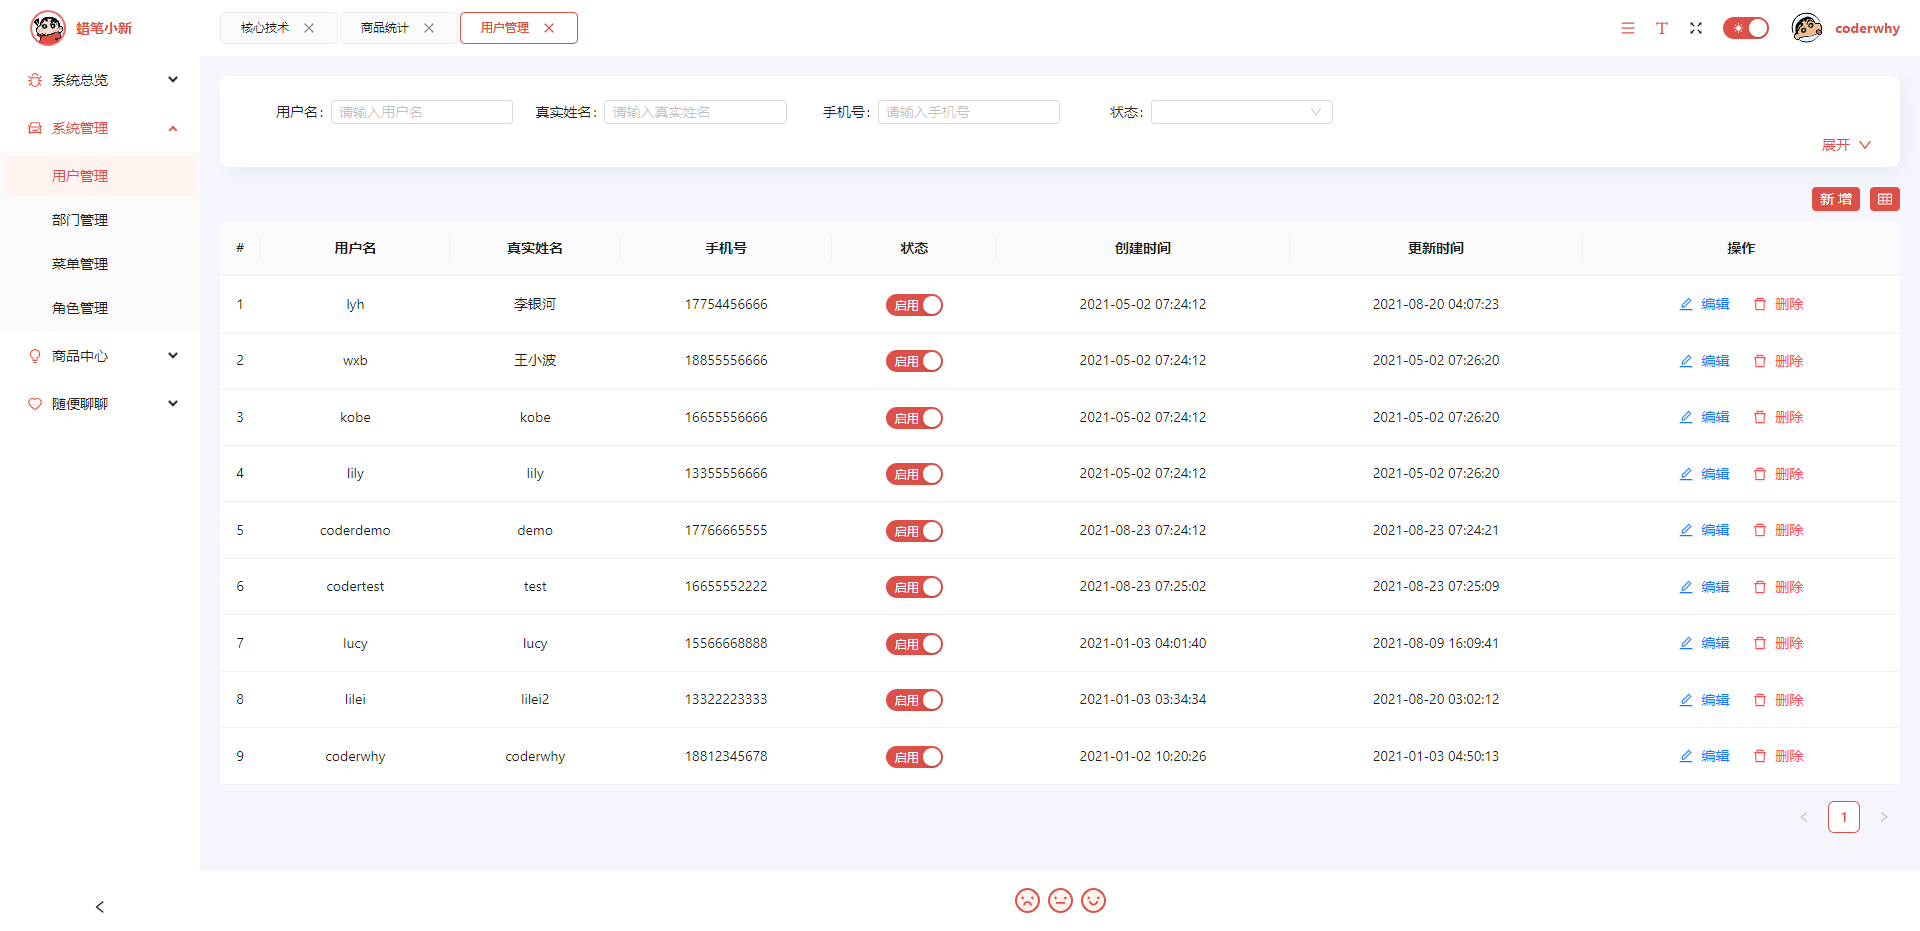 蜡笔小新
核心技术 商品统计 用户管理
T
coderwhy
系统总览
系统管理
用户管理
部门管理
菜单管理
角色管理
商品中心
随便聊聊
用户名: 请输入用户名 真实姓名: 请输入真实姓名 手机号: 请输入手机号 状态:
展开
新 增
# 用户名 真实姓名 手机号 状态 创建时间 更新时间 操作
1 lyh 李银河 17754456666 启用 2021-05-02 07:24:12 2021-08-20 04:07:23 编辑 删除
2 wxb 王小波 18855556666 启用 2021-05-02 07:24:12 2021-05-02 07:26:20 编辑 删除
3 kobe kobe 16655556666 启用 2021-05-02 07:24:12 2021-05-02 07:26:20 编辑 删除
4 lily lily 13355556666 启用 2021-05-02 07:24:12 2021-05-02 07:26:20 编辑 删除
5 coderdemo demo 17766665555 启用 2021-08-23 07:24:12 2021-08-23 07:24:21 编辑 删除
6 codertest test 16655552222 启用 2021-08-23 07:25:02 2021-08-23 07:25:09 编辑 删除
7 lucy lucy 15566668888 启用 2021-01-03 04:01:40 2021-08-09 16:09:41 编辑 删除
8 lilei lilei2 13322223333 启用 2021-01-03 03:34:34 2021-08-20 03:02:12 编辑 删除
9 coderwhy coderwhy 18812345678 启用 2021-01-02 10:20:26 2021-01-03 04:50:13 编辑 删除
1